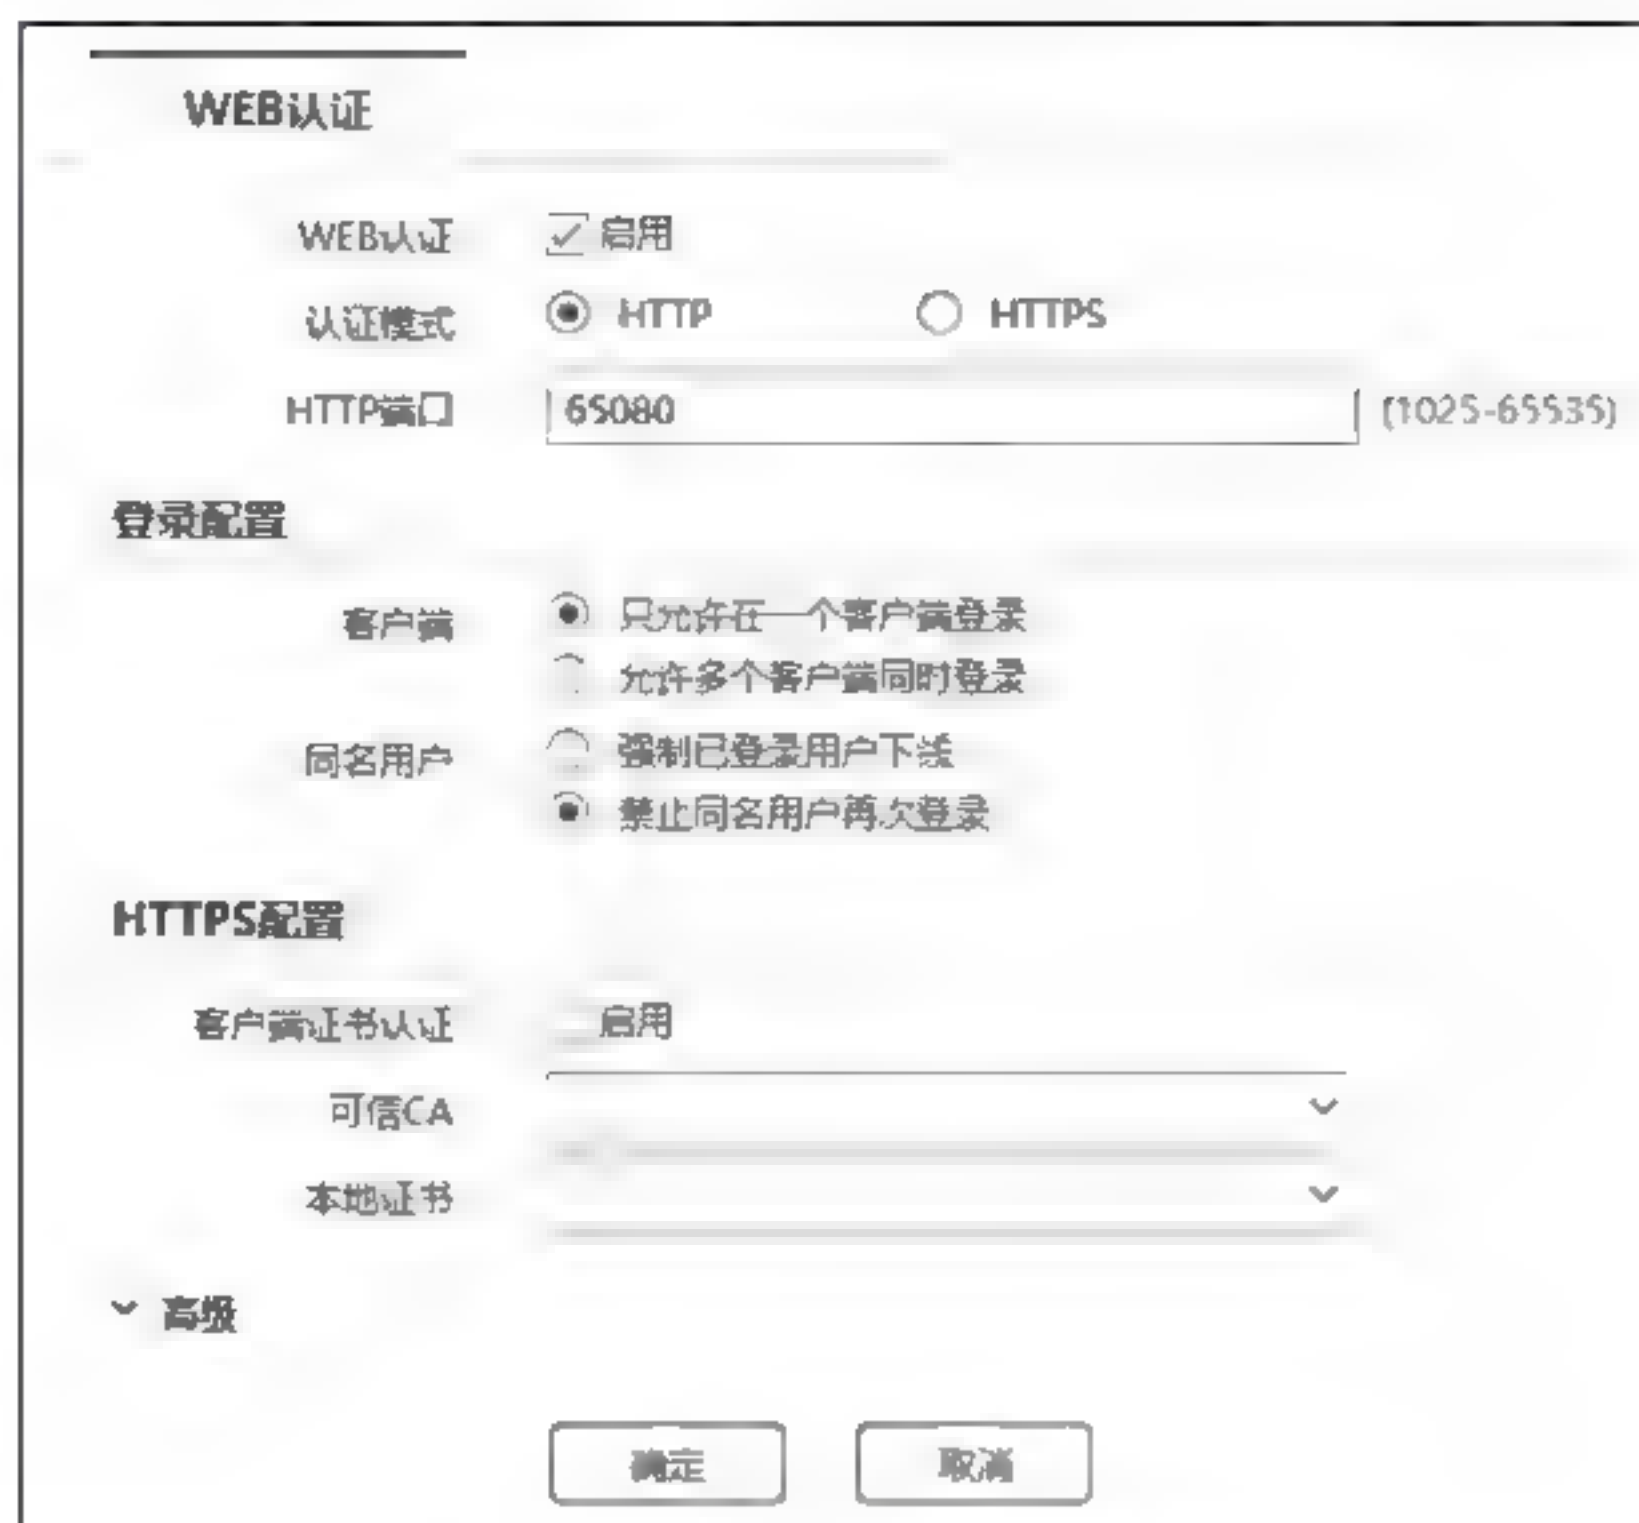 WEB认证
WEB认证 启用
认证模式 HTTP HTTPS
HTTP端口 65080 (1025-65535)
登录配置
客户端 只允许在一个客户端登录
允许多个客户端同时登录
同名用户 强制已登录用户下线
禁止同名用户再次登录
HTTPS配置
客户端证书认证 启用
可信CA
本地证书
高级
确定 取消